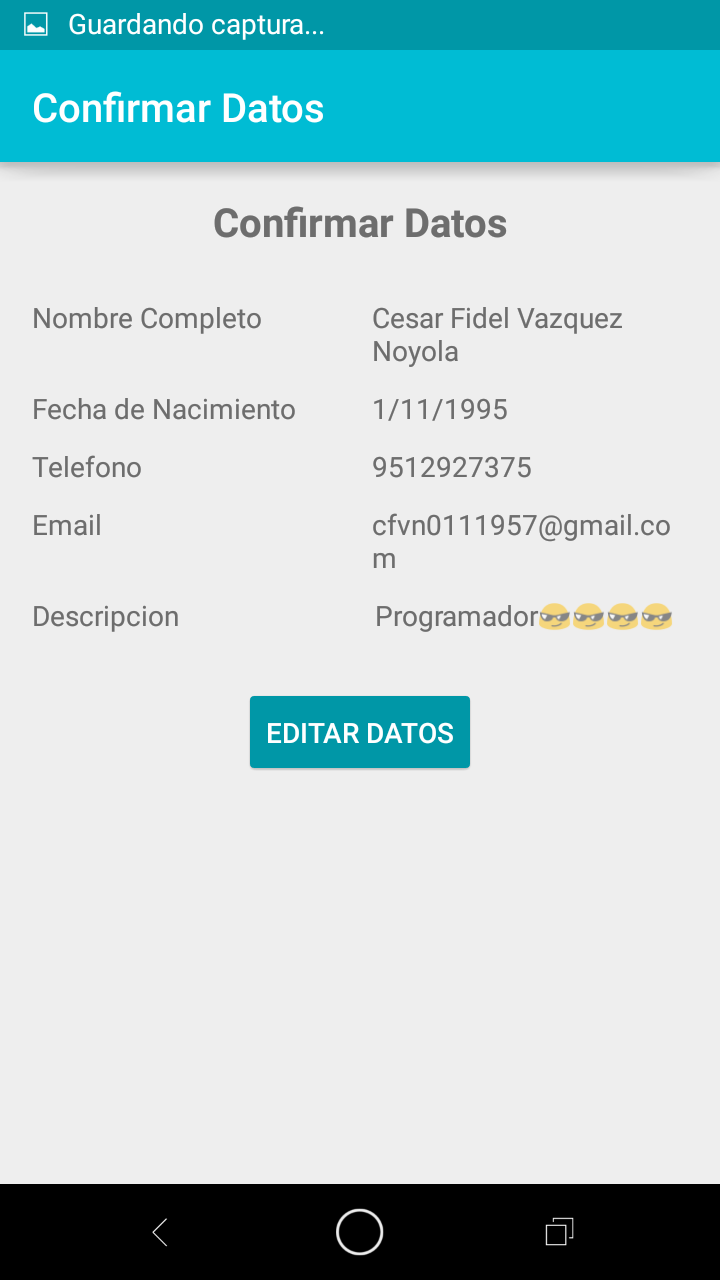 Guardando captura...
Confirmar Datos
Confirmar Datos
Nombre Completo Cesar Fidel Vazquez
Noyola
Fecha de Nacimiento 1/11/1995
Telefono 9512927375
Email cfvn0111957@gmail.co
m
Descripcion Programador😎😎😎😎
EDITAR DATOS